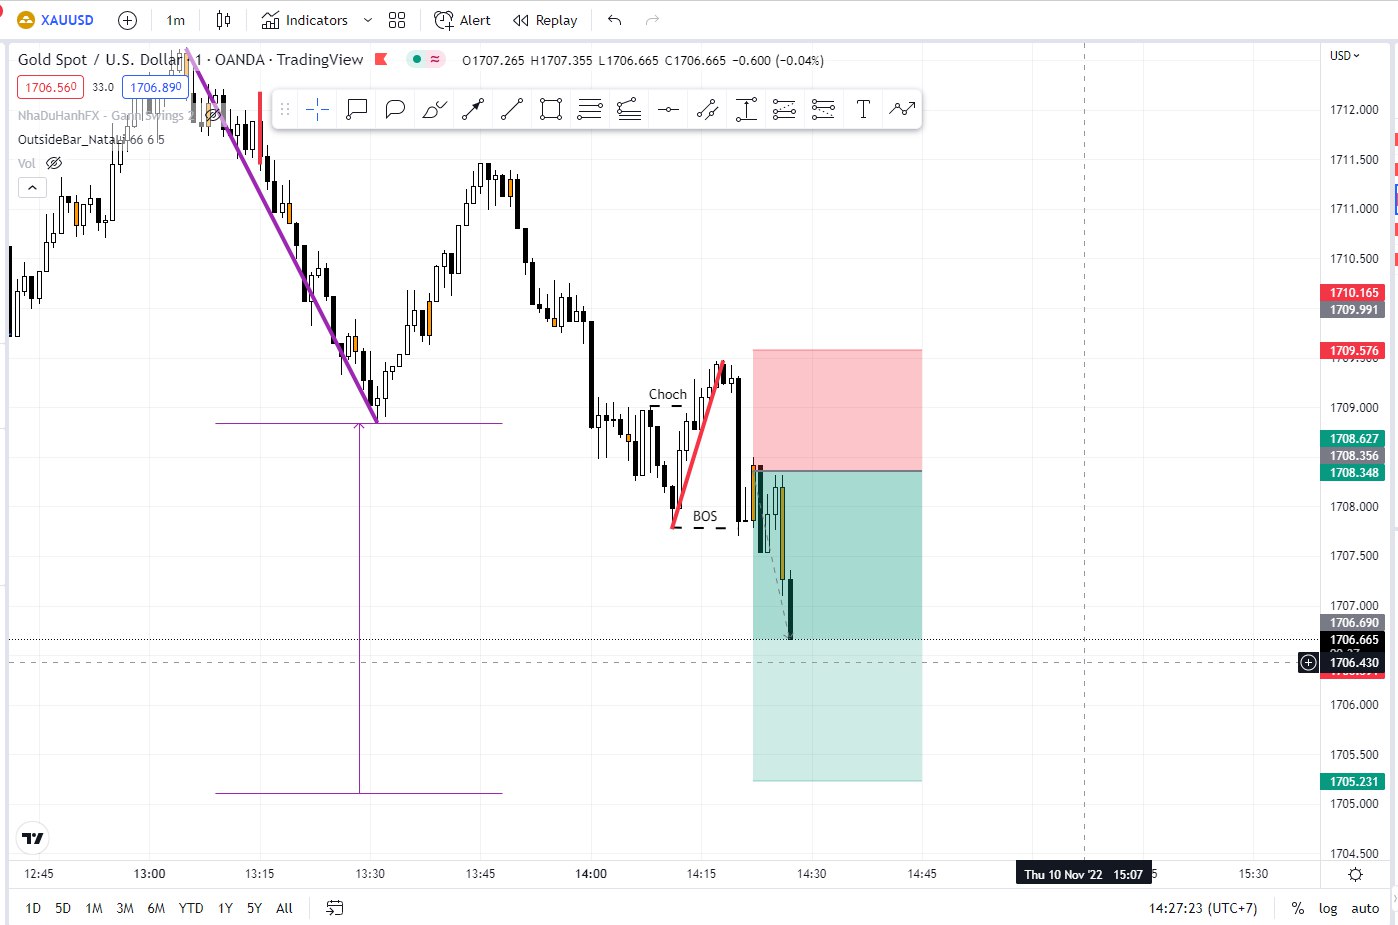 XAUUSD 1m Indicators Alert Replay
Gold Spot / U.S. Dollar · 1 · OANDA · TradingView O1707.265 H1707.355 L1706.665 C1706.665 −0.600 (−0.04%)
USD
1706.560 33.0 1706.890
NhaDuHanhFX - Gann Swings 2
OutsideBar_Natali 66 6 5
Vol
1712.000
1711.500
1711.000
1710.500
1710.165
1709.991
1709.576
Choch
1709.000
1708.627
1708.356
1708.348
1708.000
BOS
1707.500
1707.000
1706.690
1706.665
1706.430
1706.000
1705.500
1705.231
1705.000
1704.500
12:45 13:00 13:15 13:30 13:45 14:00 14:15 14:30 14:45 Thu 10 Nov '22 15:07 15:30
1D 5D 1M 3M 6M YTD 1Y 5Y All 14:27:23 (UTC+7) % log auto